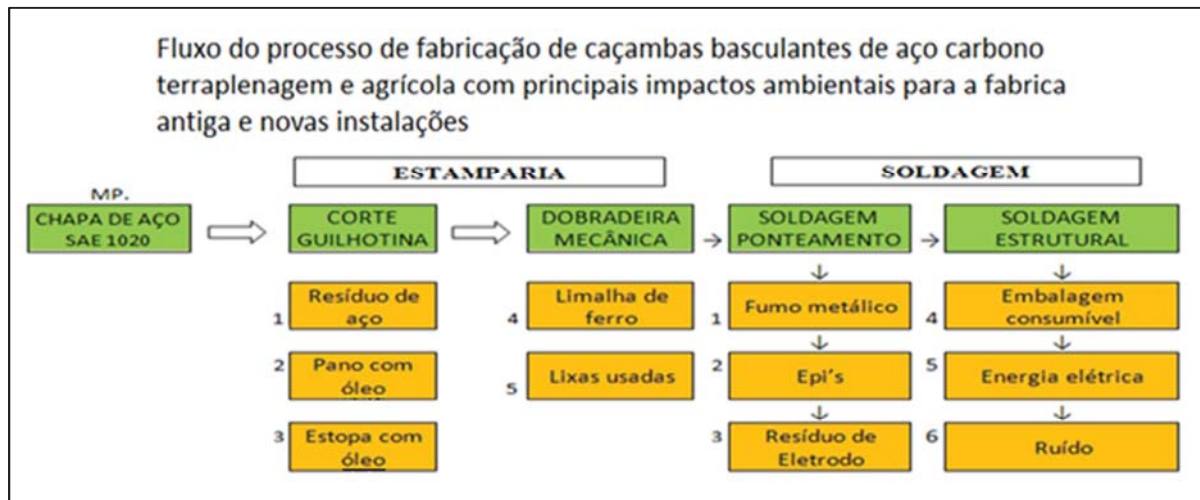 Fluxo do processo de fabricação de caçambas basculantes de aço carbono
terraplenagem e agrícola com principais impactos ambientais para a fabrica
antiga e novas instalações
ESTAMPARIA
SOLDAGEM
MP.
CHAPA DE AÇO
SAE 1020
CORTE
GUILHOTINA
DOBRADEIRA
MECÂNICA
SOLDAGEM
PONTEAMENTO
SOLDAGEM
ESTRUTURAL
1 Resíduo de
aço
2 Pano com
óleo
3 Estopa com
óleo
4 Limalha de
ferro
5 Lixas usadas
1 Fumo metálico
2 Epi's
3 Resíduo de
Eletrodo
4 Embalagem
consumível
5 Energia elétrica
6 Ruído